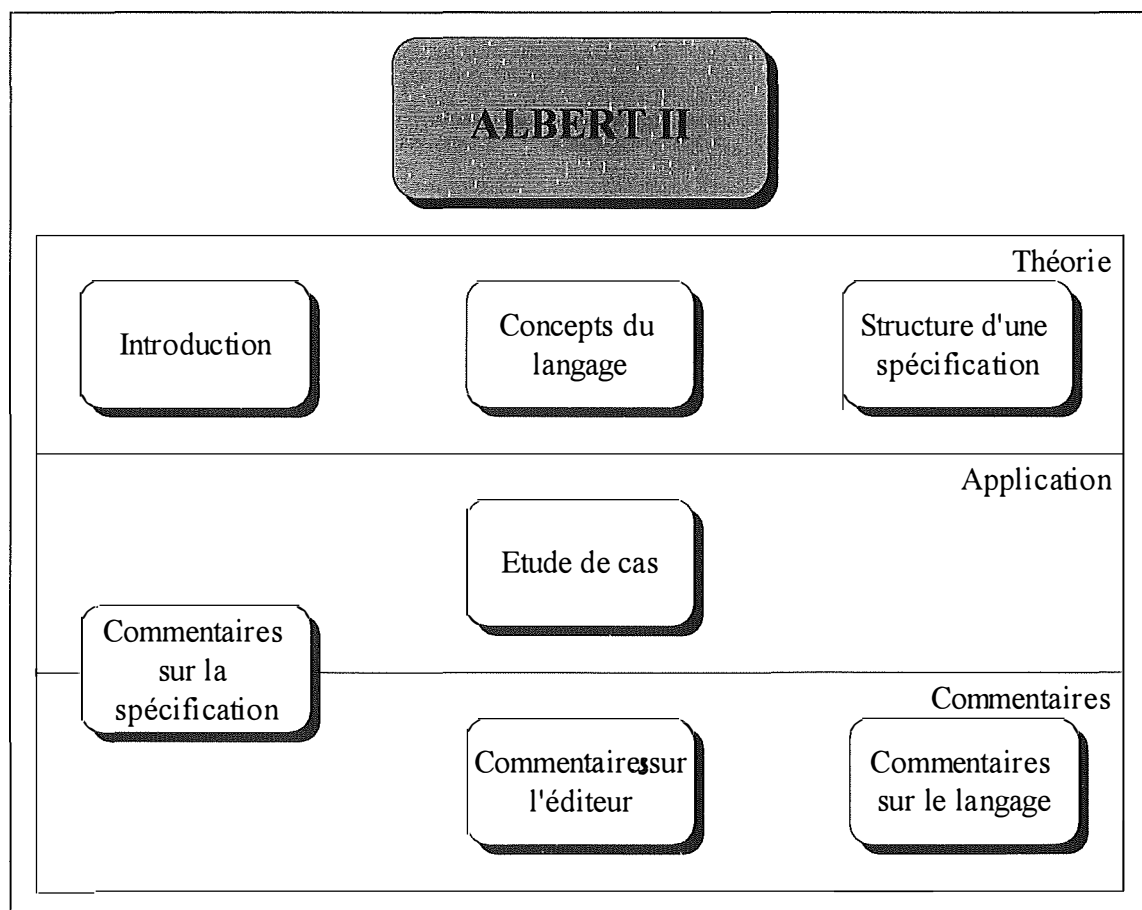 ALBERT II
Théorie
Introduction
Concepts du
langage
Structure d'une
spécification
Application
Etude de cas
Commentaires
sur la
spécification
Commentaires
Commentaires sur
l'éditeur
Commentaires
sur le langage